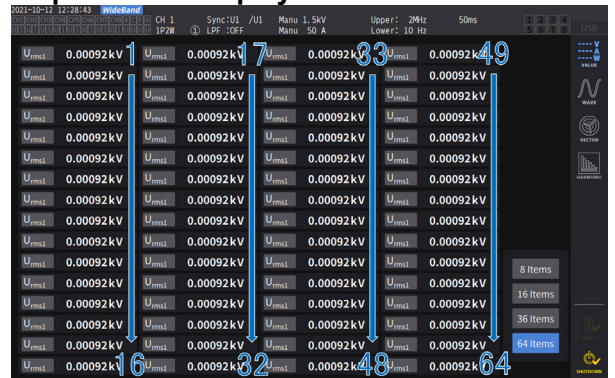 2021-10-12 12:28:43 WideBand
CH 1 Sync:U1 /U1 Manu 1.5kV Upper: 2MHz 50ms
1P2W ① LPF :OFF Manu 50 A Lower: 10 Hz
1 2 3 4
5 6 7 8
USB
Urms1 0.00092kV 1 Urms1 0.00092kV 17 Urms1 0.00092kV 33 Urms1 0.00092kV 49
Urms1 0.00092kV Urms1 0.00092kV Urms1 0.00092kV Urms1 0.00092kV
Urms1 0.00092kV Urms1 0.00092kV Urms1 0.00092kV Urms1 0.00092kV
Urms1 0.00092kV Urms1 0.00092kV Urms1 0.00092kV Urms1 0.00092kV
Urms1 0.00092kV Urms1 0.00092kV Urms1 0.00092kV Urms1 0.00092kV
Urms1 0.00092kV Urms1 0.00092kV Urms1 0.00092kV Urms1 0.00092kV
Urms1 0.00092kV Urms1 0.00092kV Urms1 0.00092kV Urms1 0.00092kV
Urms1 0.00092kV Urms1 0.00092kV Urms1 0.00092kV Urms1 0.00092kV
Urms1 0.00092kV Urms1 0.00092kV Urms1 0.00092kV Urms1 0.00092kV
Urms1 0.00092kV Urms1 0.00092kV Urms1 0.00092kV Urms1 0.00092kV
Urms1 0.00092kV Urms1 0.00092kV Urms1 0.00092kV Urms1 0.00092kV
Urms1 0.00092kV Urms1 0.00092kV Urms1 0.00092kV Urms1 0.00092kV
Urms1 0.00092kV Urms1 0.00092kV Urms1 0.00092kV Urms1 0.00092kV
Urms1 0.00092kV Urms1 0.00092kV Urms1 0.00092kV Urms1 0.00092kV
Urms1 0.00092kV Urms1 0.00092kV Urms1 0.00092kV Urms1 0.00092kV
Urms1 0.00092kV 16 Urms1 0.00092kV 32 Urms1 0.00092kV 48 Urms1 0.00092kV 64
8 Items
16 Items
36 Items
64 Items
V
A
W
VALUE
WAVE
VECTOR
HARMONIC
SHUTDOWN